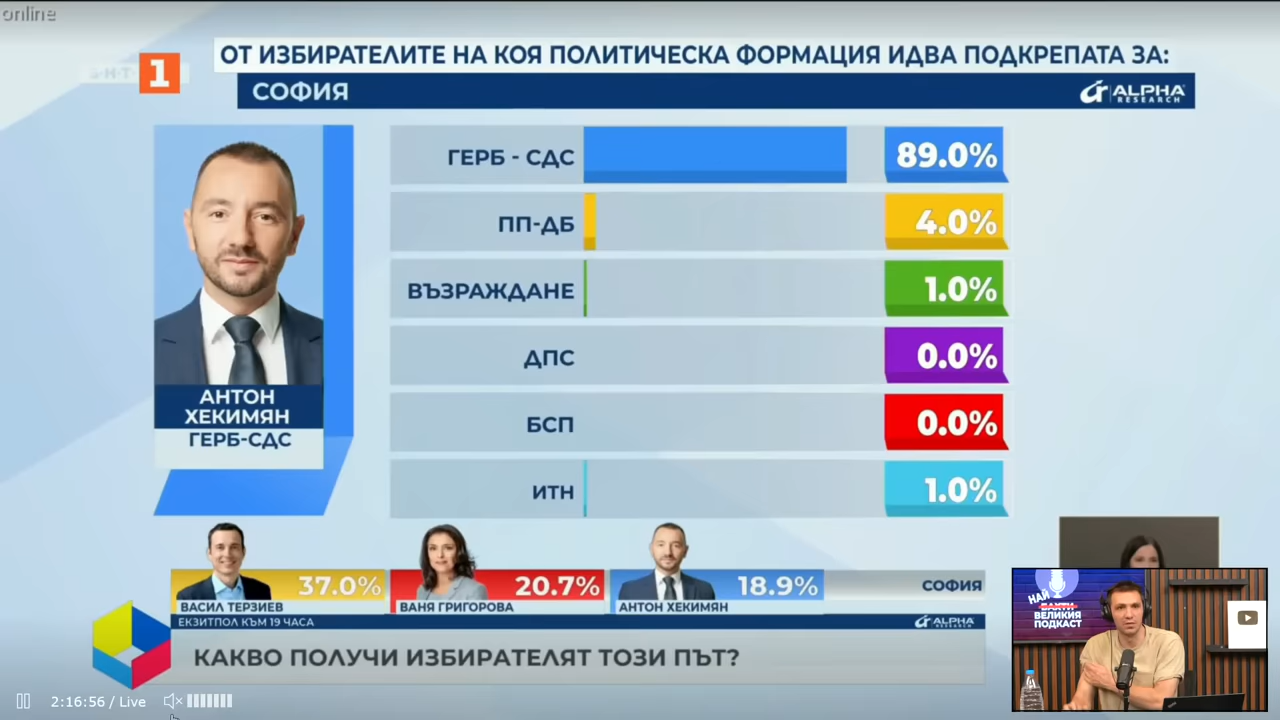 online
ОТ ИЗБИРАТЕЛИТЕ НА КОЯ ПОЛИТИЧЕСКА ФОРМАЦИЯ ИДВА ПОДКРЕПАТА ЗА:
БНТ 1
СОФИЯ
ALPHA
RESEARCH
ГЕРБ - СДС 89.0%
ПП-ДБ 4.0%
ВЪЗРАЖДАНЕ 1.0%
ДПС 0.0%
БСП 0.0%
ИТН 1.0%
АНТОН
ХЕКИМЯН
ГЕРБ-СДС
37.0% 20.7% 18.9% СОФИЯ
ВАСИЛ ТЕРЗИЕВ ВАНЯ ГРИГОРОВА АНТОН ХЕКИМЯН
ЕКЗИТПОЛ КЪМ 19 ЧАСА ALPHA
RESEARCH
КАКВО ПОЛУЧИ ИЗБИРАТЕЛЯТ ТОЗИ ПЪТ?
НАЙ
ВЕЛИКИЯ
ПОДКАСТ
2:16:56 / Live